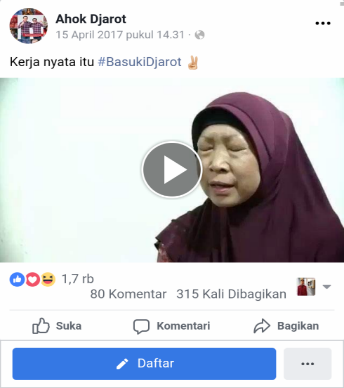 Ahok Djarot
15 April 2017 pukul 14.31 ·
Kerja nyata itu #BasukiDjarot ✌🏼
1,7 rb
80 Komentar 315 Kali Dibagikan
Suka Komentari Bagikan
Daftar